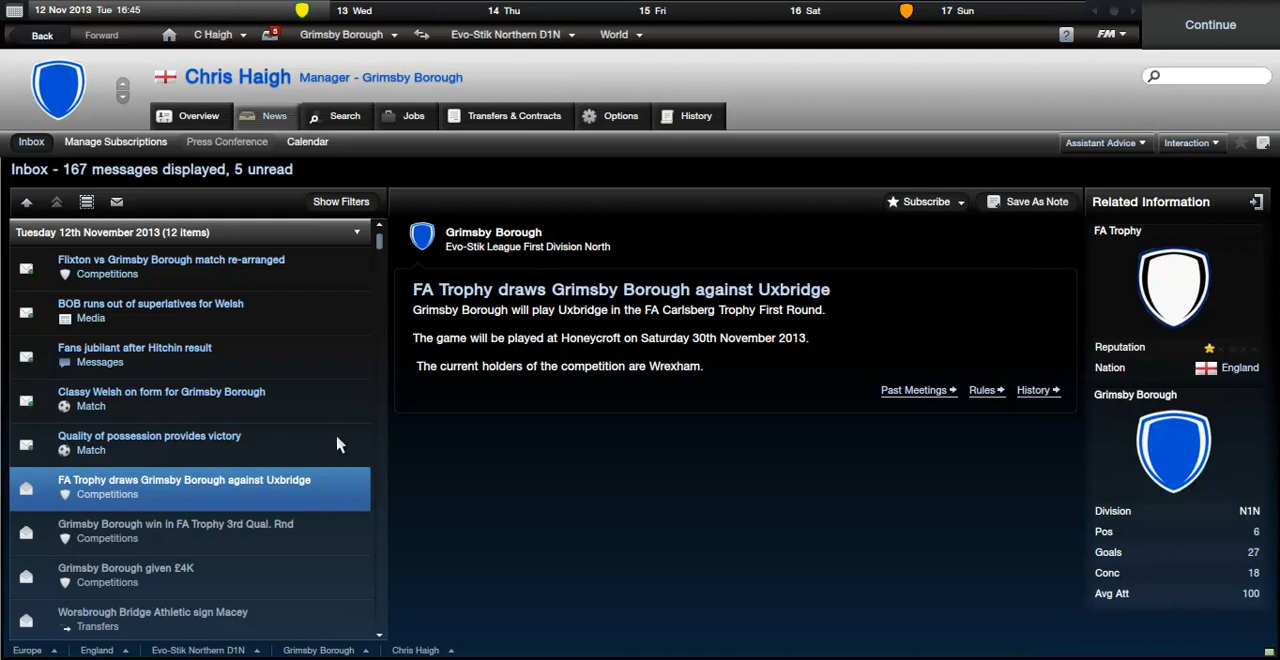 12 Nov 2013 Tue 16:45
13 Wed
14 Thu
15 Fri
16 Sat
17 Sun
Continue
Back
Forward
C Haigh
5
Grimsby Borough
Evo-Stik Northern D1N
World
?
FM
Chris Haigh
Manager - Grimsby Borough
Overview
News
Search
Jobs
Transfers & Contracts
Options
History
Inbox
Manage Subscriptions
Press Conference
Calendar
Assistant Advice
Interaction
Inbox - 167 messages displayed, 5 unread
Show Filters
Tuesday 12th November 2013 (12 items)
Flixton vs Grimsby Borough match re-arranged
Competitions
BOB runs out of superlatives for Welsh
Media
Fans jubilant after Hitchin result
Messages
Classy Welsh on form for Grimsby Borough
Match
Quality of possession provides victory
Match
FA Trophy draws Grimsby Borough against Uxbridge
Competitions
Grimsby Borough win in FA Trophy 3rd Qual. Rnd
Competitions
Grimsby Borough given £4K
Competitions
Worsbrough Bridge Athletic sign Macey
Transfers
Subscribe
Save As Note
Grimsby Borough
Evo-Stik League First Division North
FA Trophy draws Grimsby Borough against Uxbridge
Grimsby Borough will play Uxbridge in the FA Carlsberg Trophy First Round.
The game will be played at Honeycroft on Saturday 30th November 2013.
The current holders of the competition are Wrexham.
Past Meetings
Rules
History
Related Information
FA Trophy
Reputation
Nation England
Grimsby Borough
Division N1N
Pos 6
Goals 27
Conc 18
Avg Att 100
Europe
England
Evo-Stik Northern D1N
Grimsby Borough
Chris Haigh